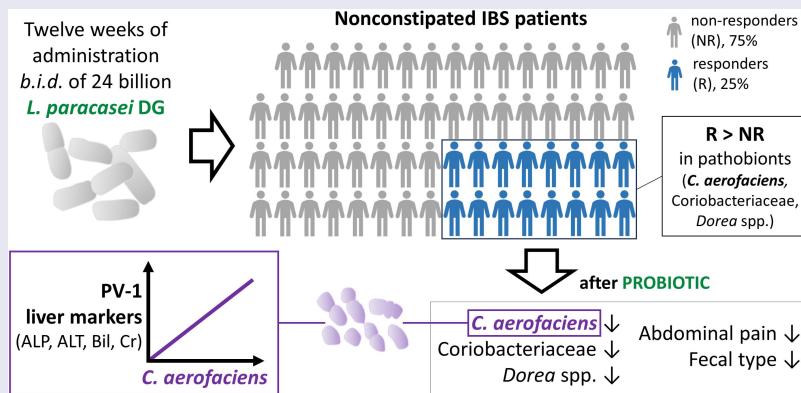 Twelve weeks of
administration
b.i.d. of 24 billion
L. paracasei DG
Nonconstipated IBS patients
non-responders
(NR), 75%
responders
(R), 25%
R > NR
in pathobionts
(C. aerofaciens,
Coriobacteriaceae,
Dorea spp.)
after PROBIOTIC
C. aerofaciens ↓
Coriobacteriaceae ↓
Dorea spp. ↓
Abdominal pain ↓
Fecal type ↓
PV-1
liver markers
(ALP, ALT, Bil, Cr)
C. aerofaciens